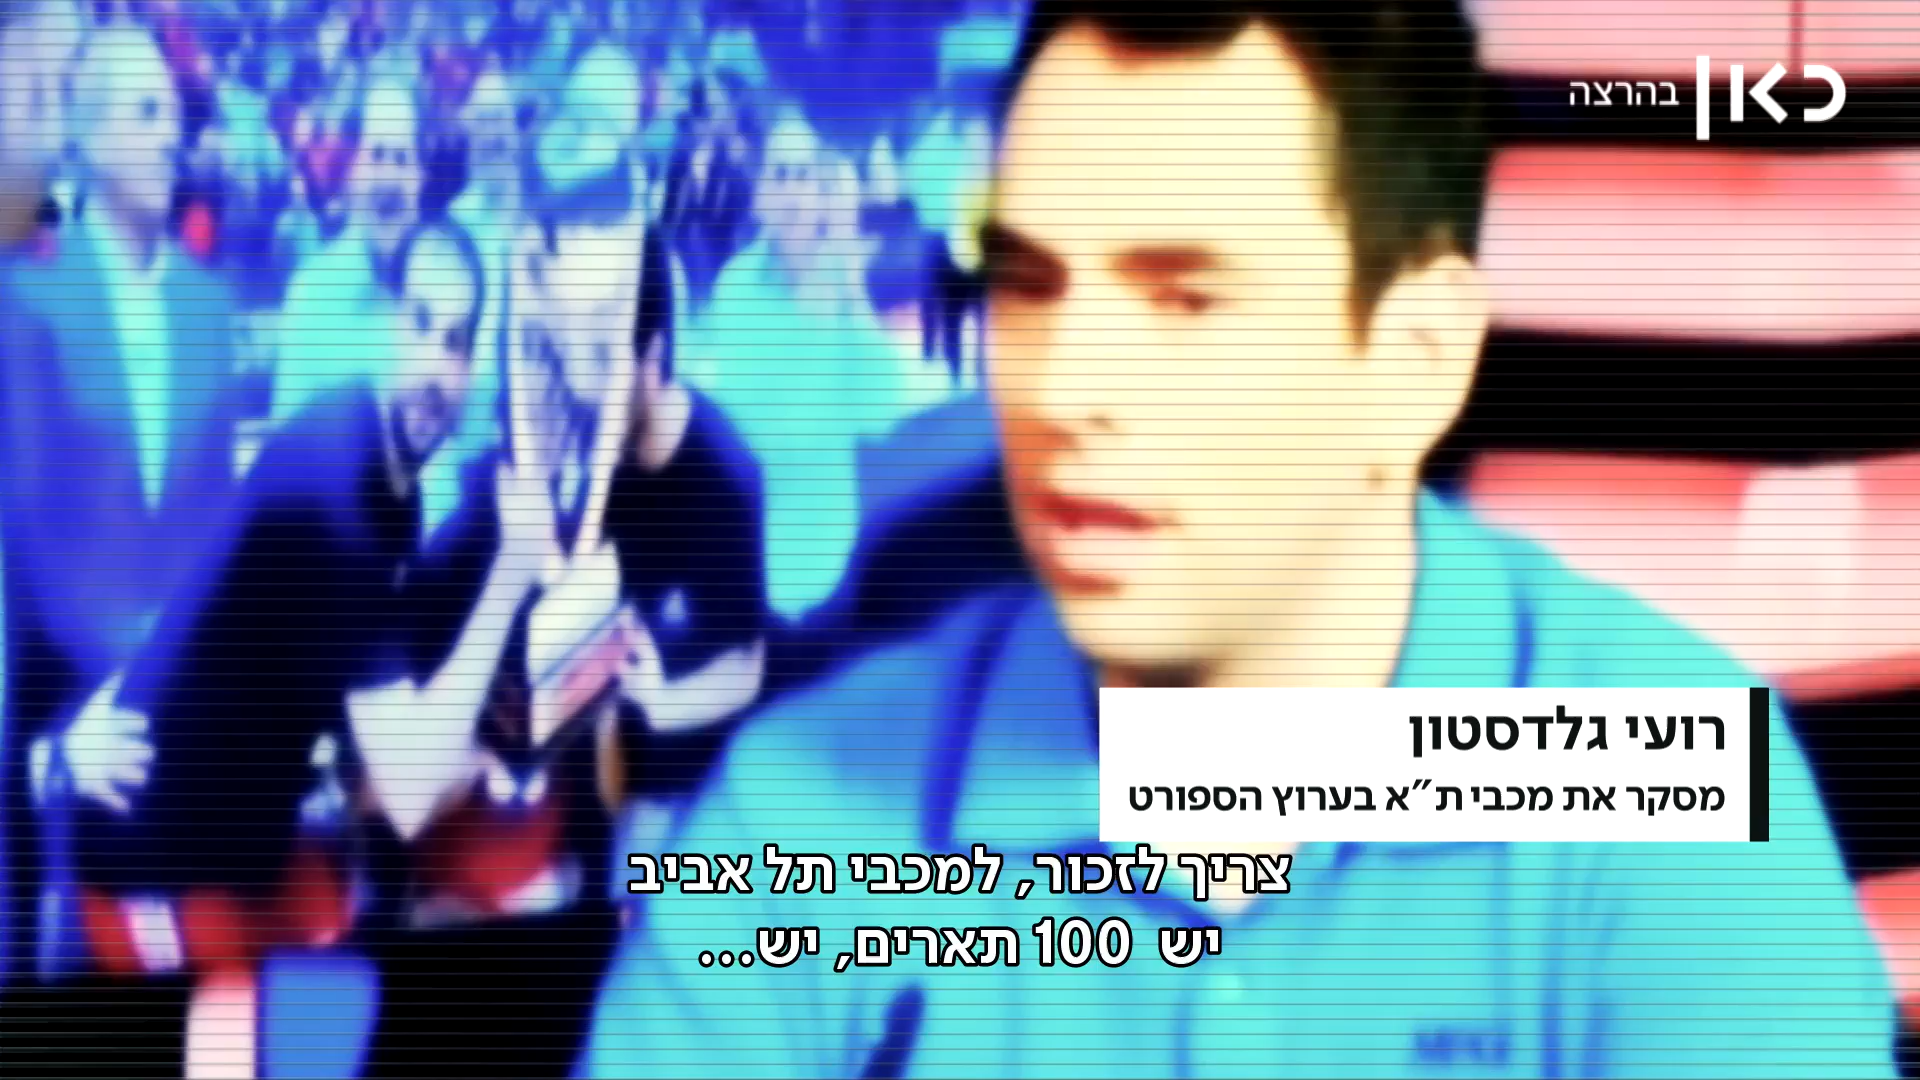 כאן | בהרצה
רועי גלדסטון
מסקר את מכבי ת״א בערוץ הספורט
צריך לזכור, למכבי תל אביב
יש 100 תארים, יש...